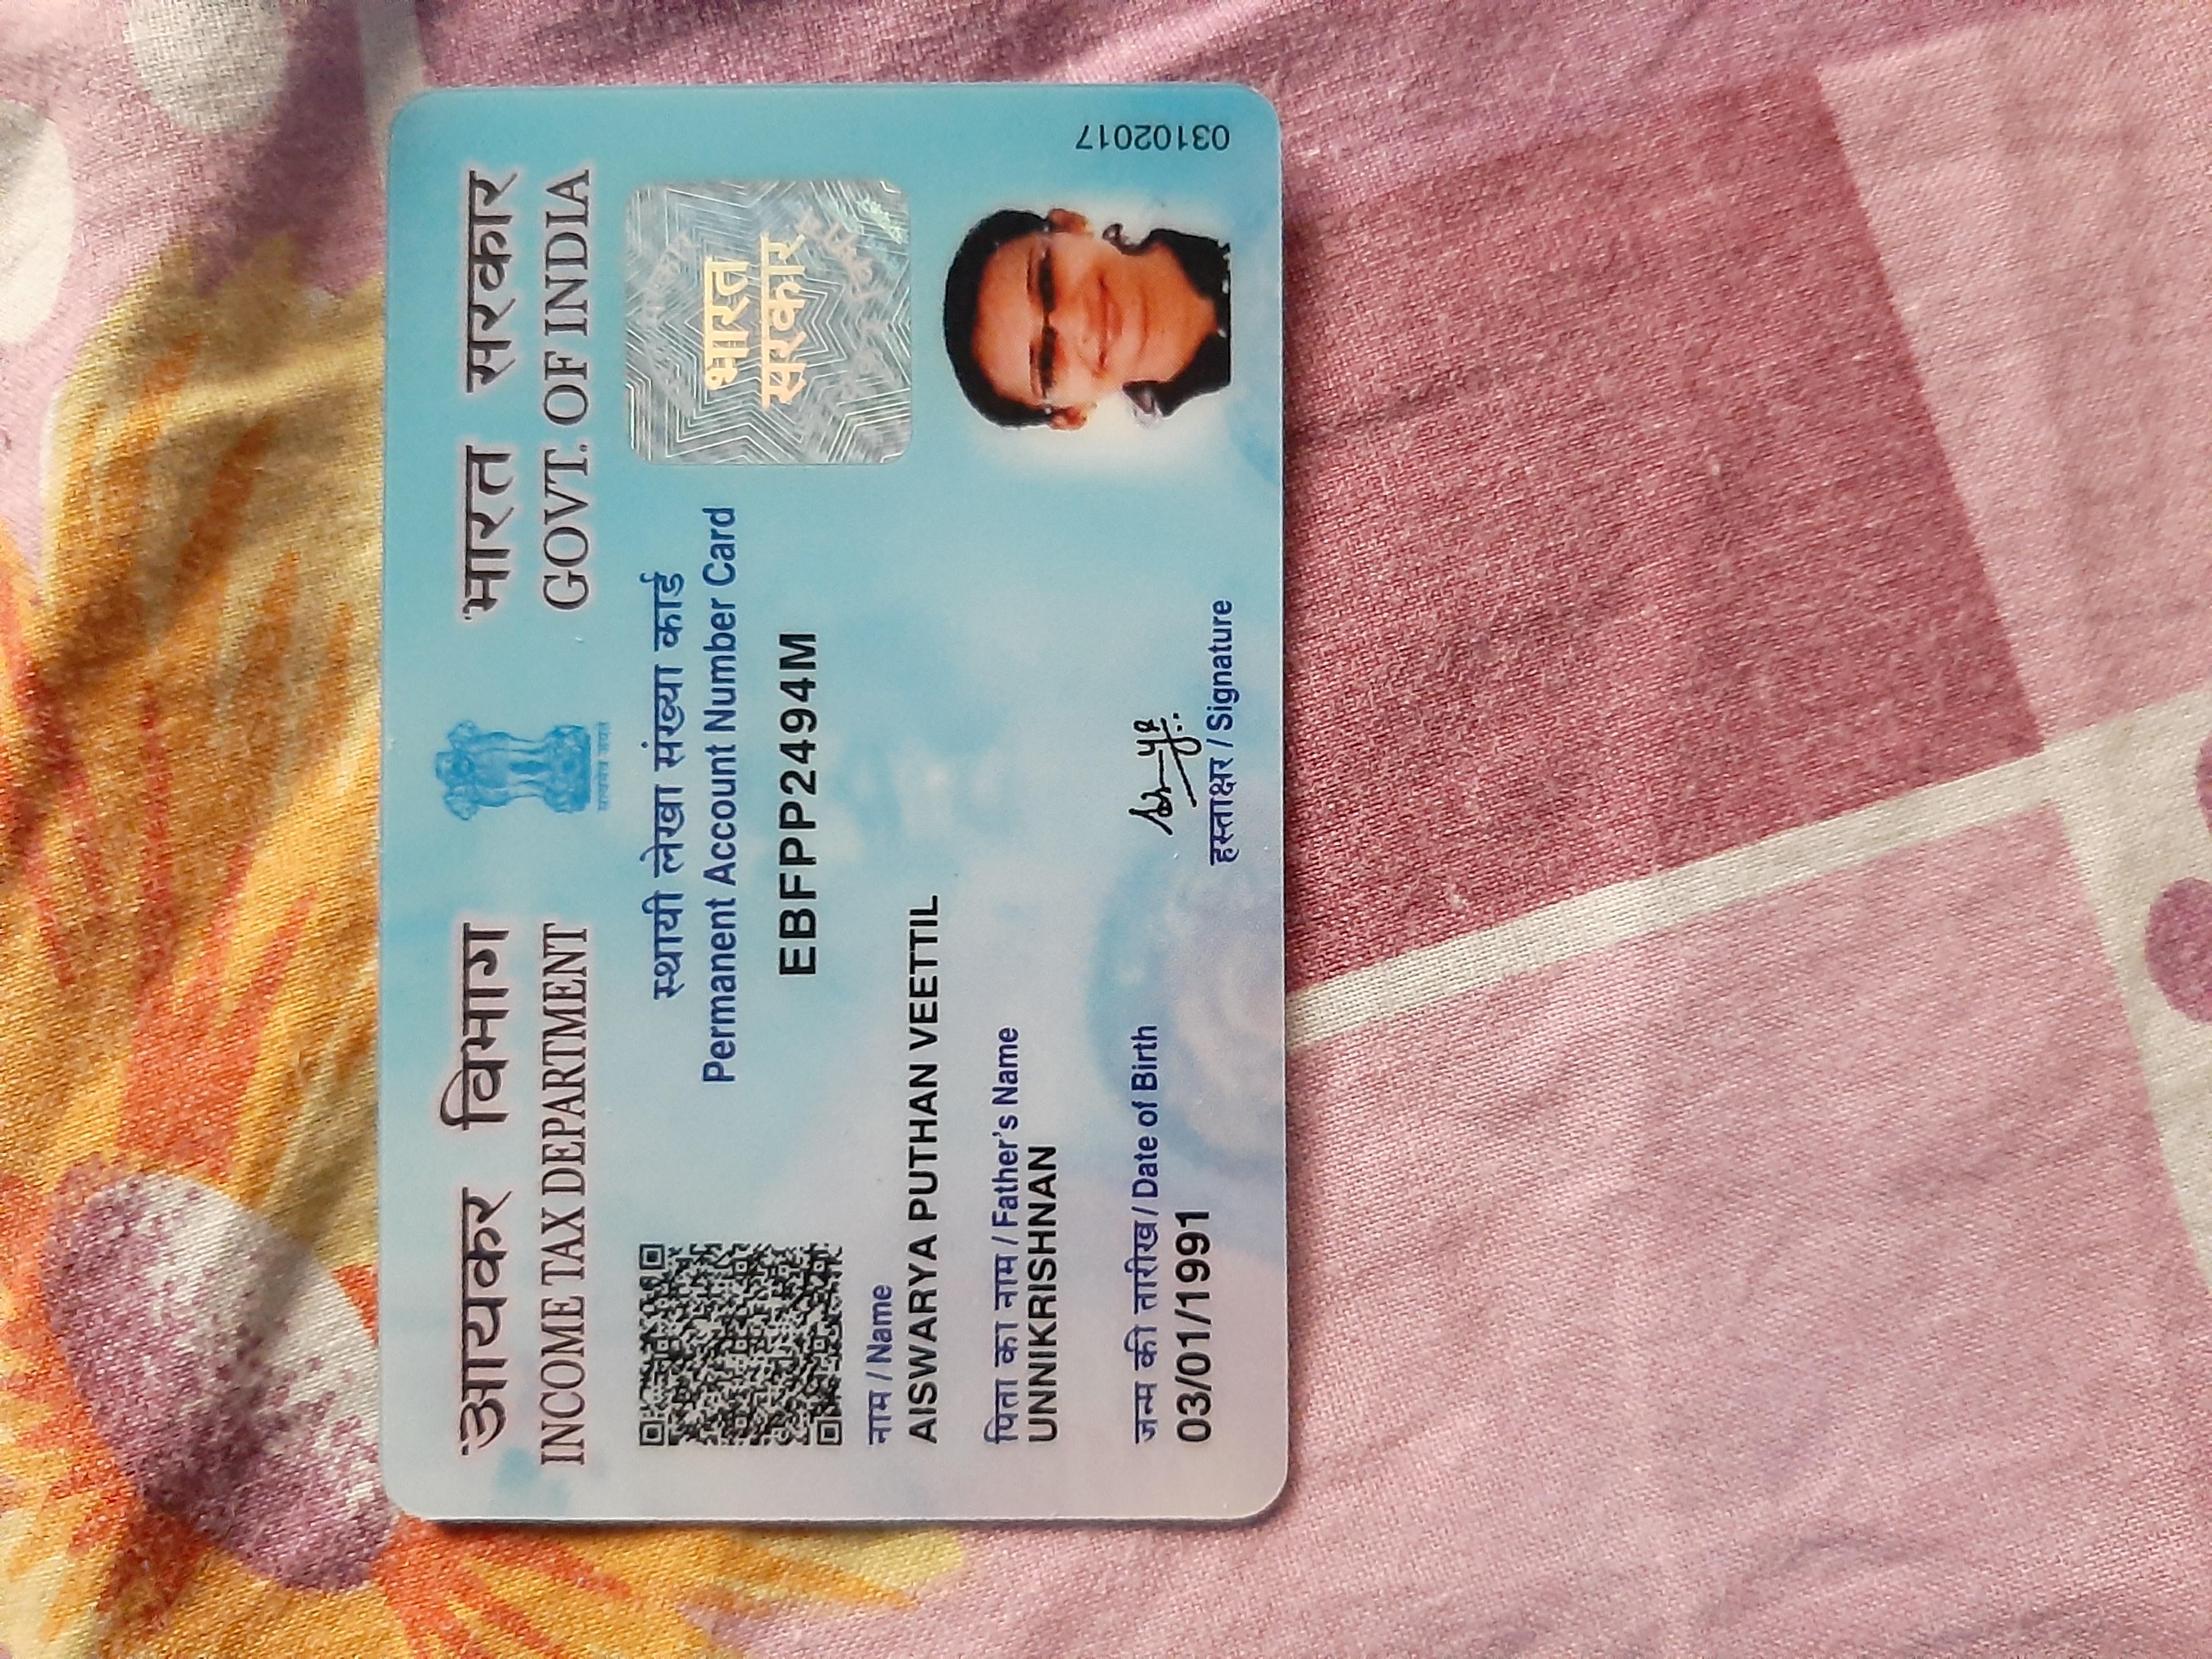 आयकर विभाग
INCOME TAX DEPARTMENT
सत्यमेव जयते
भारत सरकार
GOVT. OF INDIA
स्थायी लेखा संख्या कार्ड
Permanent Account Number Card
EBFPP2494M
भारत
सरकार
नाम / Name
AISWARYA PUTHAN VEETTIL
पिता का नाम / Father's Name
UNNIKRISHNAN
जन्म की तारीख / Date of Birth
03/01/1991
हस्ताक्षर / Signature
03102017